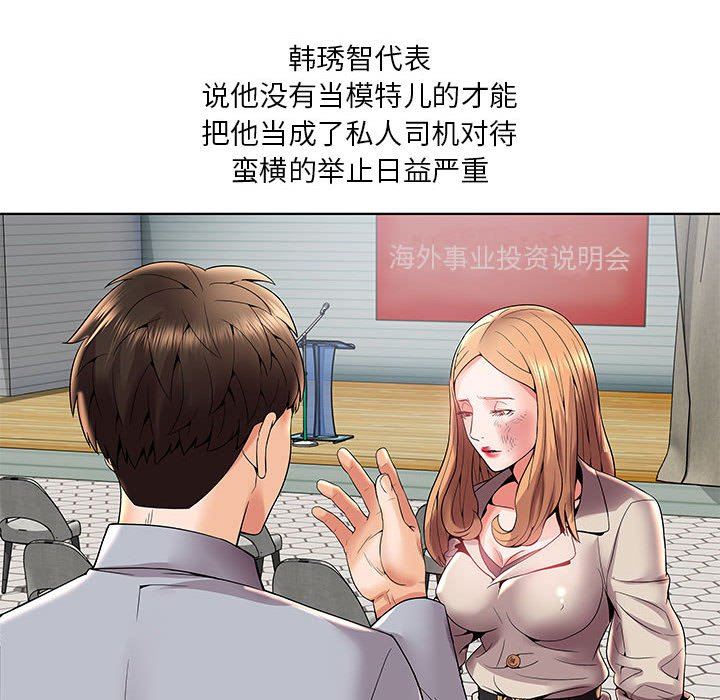 韩琇智代表
说他没有当模特儿的才能
把他当成了私人司机对待
蛮横的举止日益严重
海外事业投资说明会